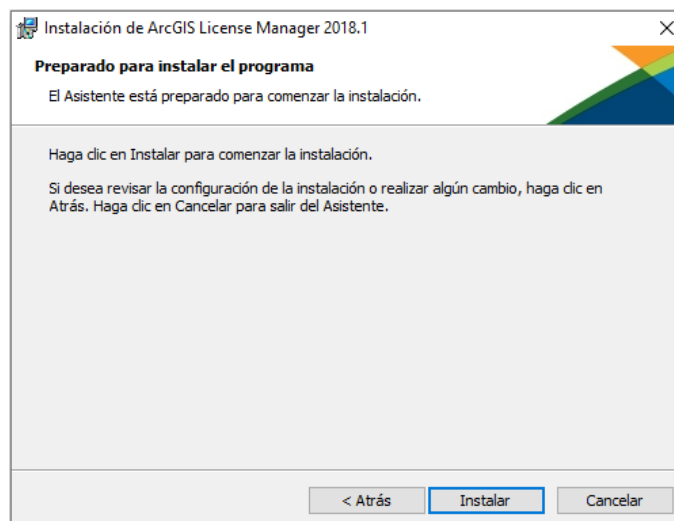 Instalación de ArcGIS License Manager 2018.1
Preparado para instalar el programa
El Asistente está preparado para comenzar la instalación.
Haga clic en Instalar para comenzar la instalación.
Si desea revisar la configuración de la instalación o realizar algún cambio, haga clic en
Atrás. Haga clic en Cancelar para salir del Asistente.
< Atrás
Instalar
Cancelar